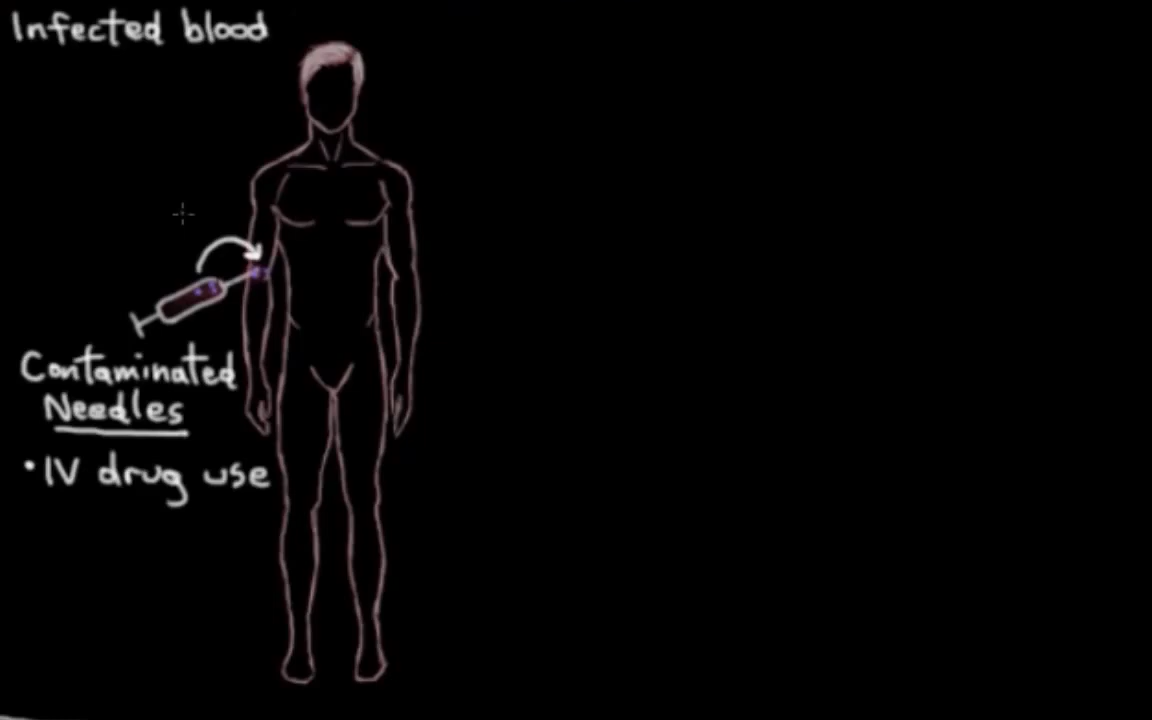 Infected blood
Contaminated
Needles
• IV drug use